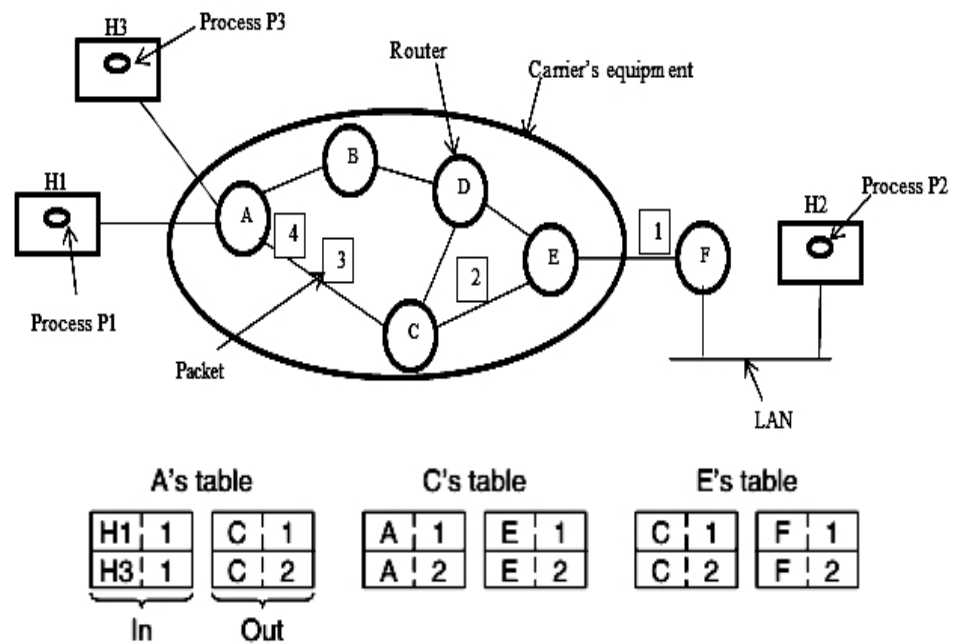 H3
Process P3
Router
Carrier's equipment
B
D
Process P2
H1
A
H2
4
3
2
E
1
F
C
Process P1
Packet
LAN
A's table
C's table
E's table
H1 1 C 1 A 1 E 1 C 1 F 1
H3 1 C 2 A 2 E 2 C 2 F 2
In Out